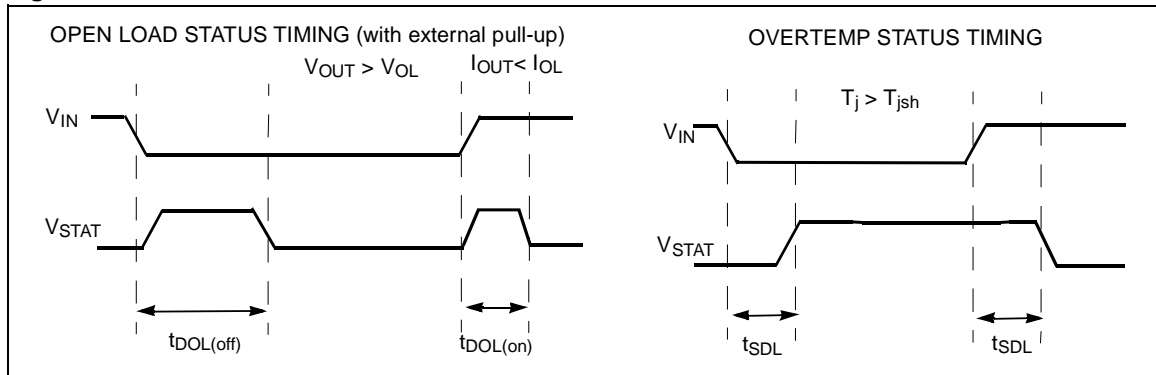 OPEN LOAD STATUS TIMING (with external pull-up)
VOUT > VOL
IOUT< IOL
VIN
VSTAT
tDOL(off)
tDOL(on)
OVERTEMP STATUS TIMING
Tj > Tjsh
VIN
VSTAT
tSDL
tSDL